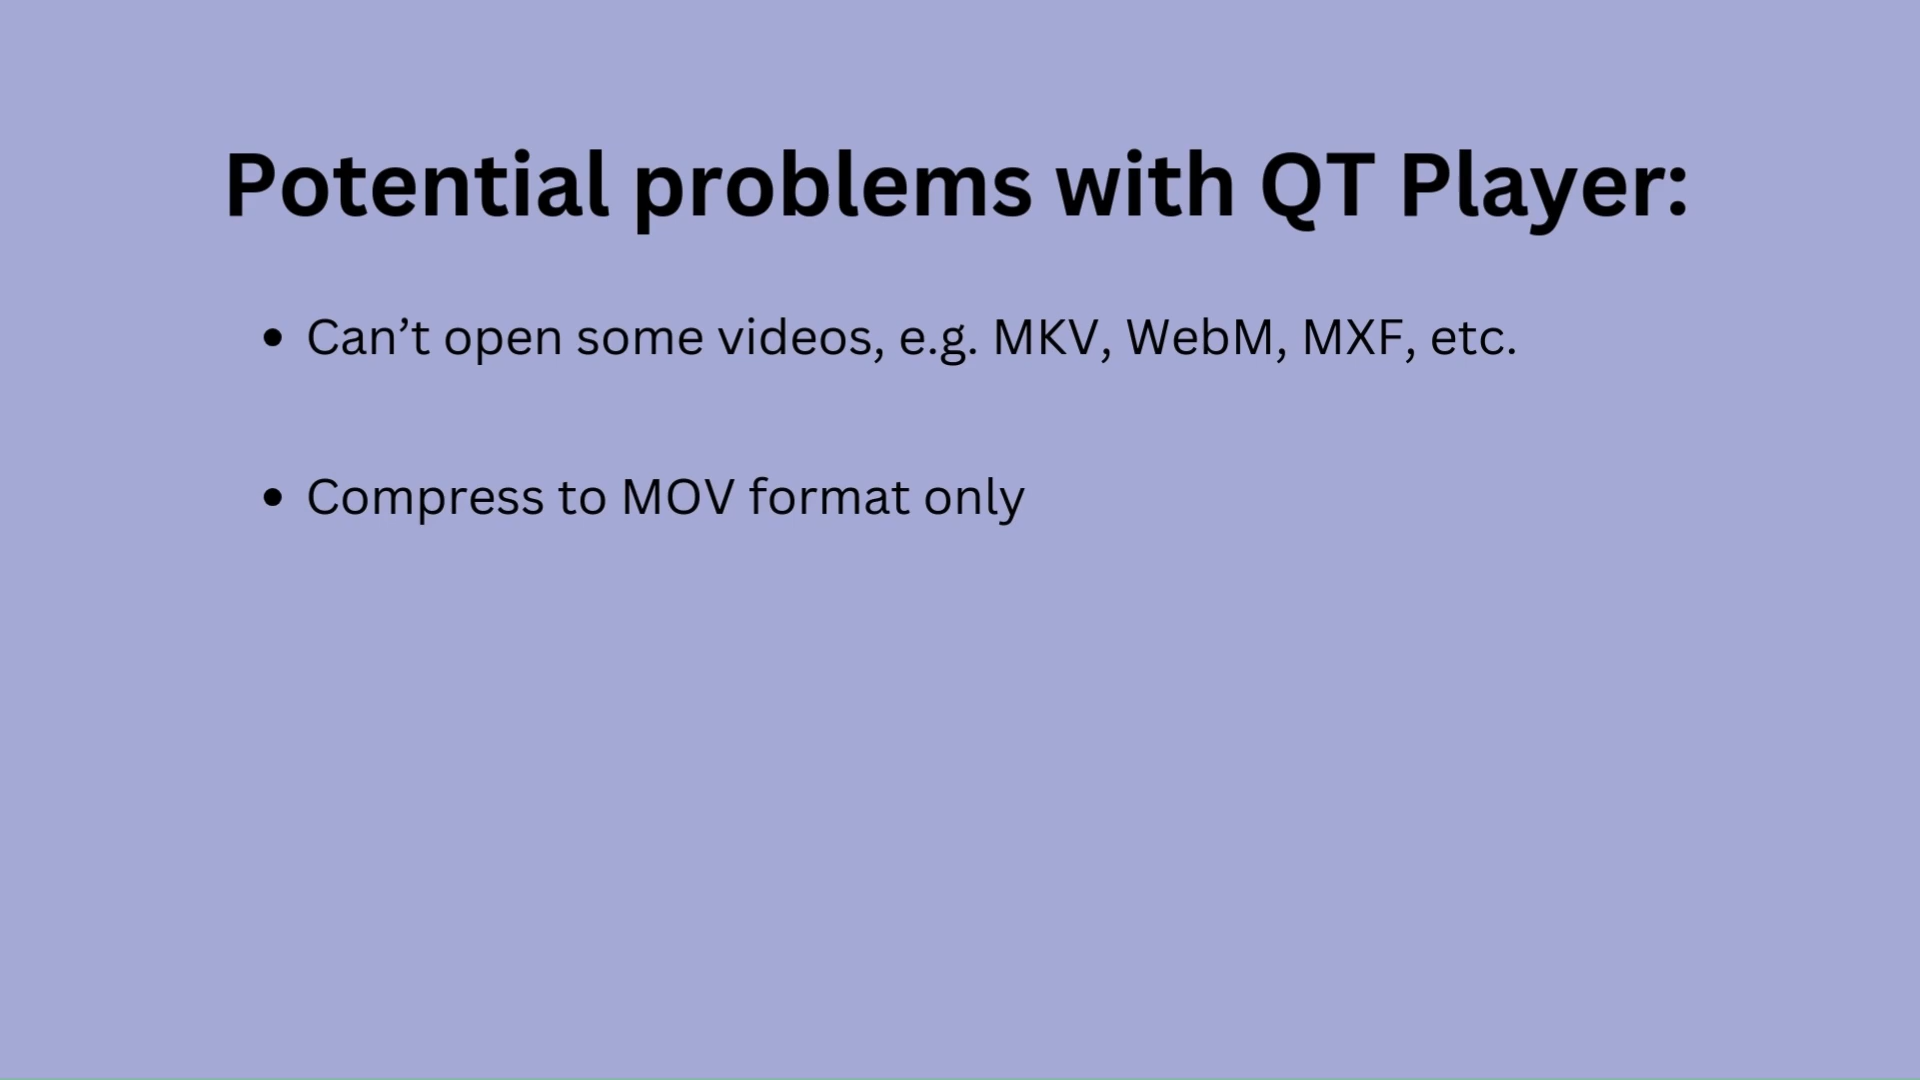 Potential problems with QT Player:
• Can’t open some videos, e.g. MKV, WebM, MXF, etc.
• Compress to MOV format only